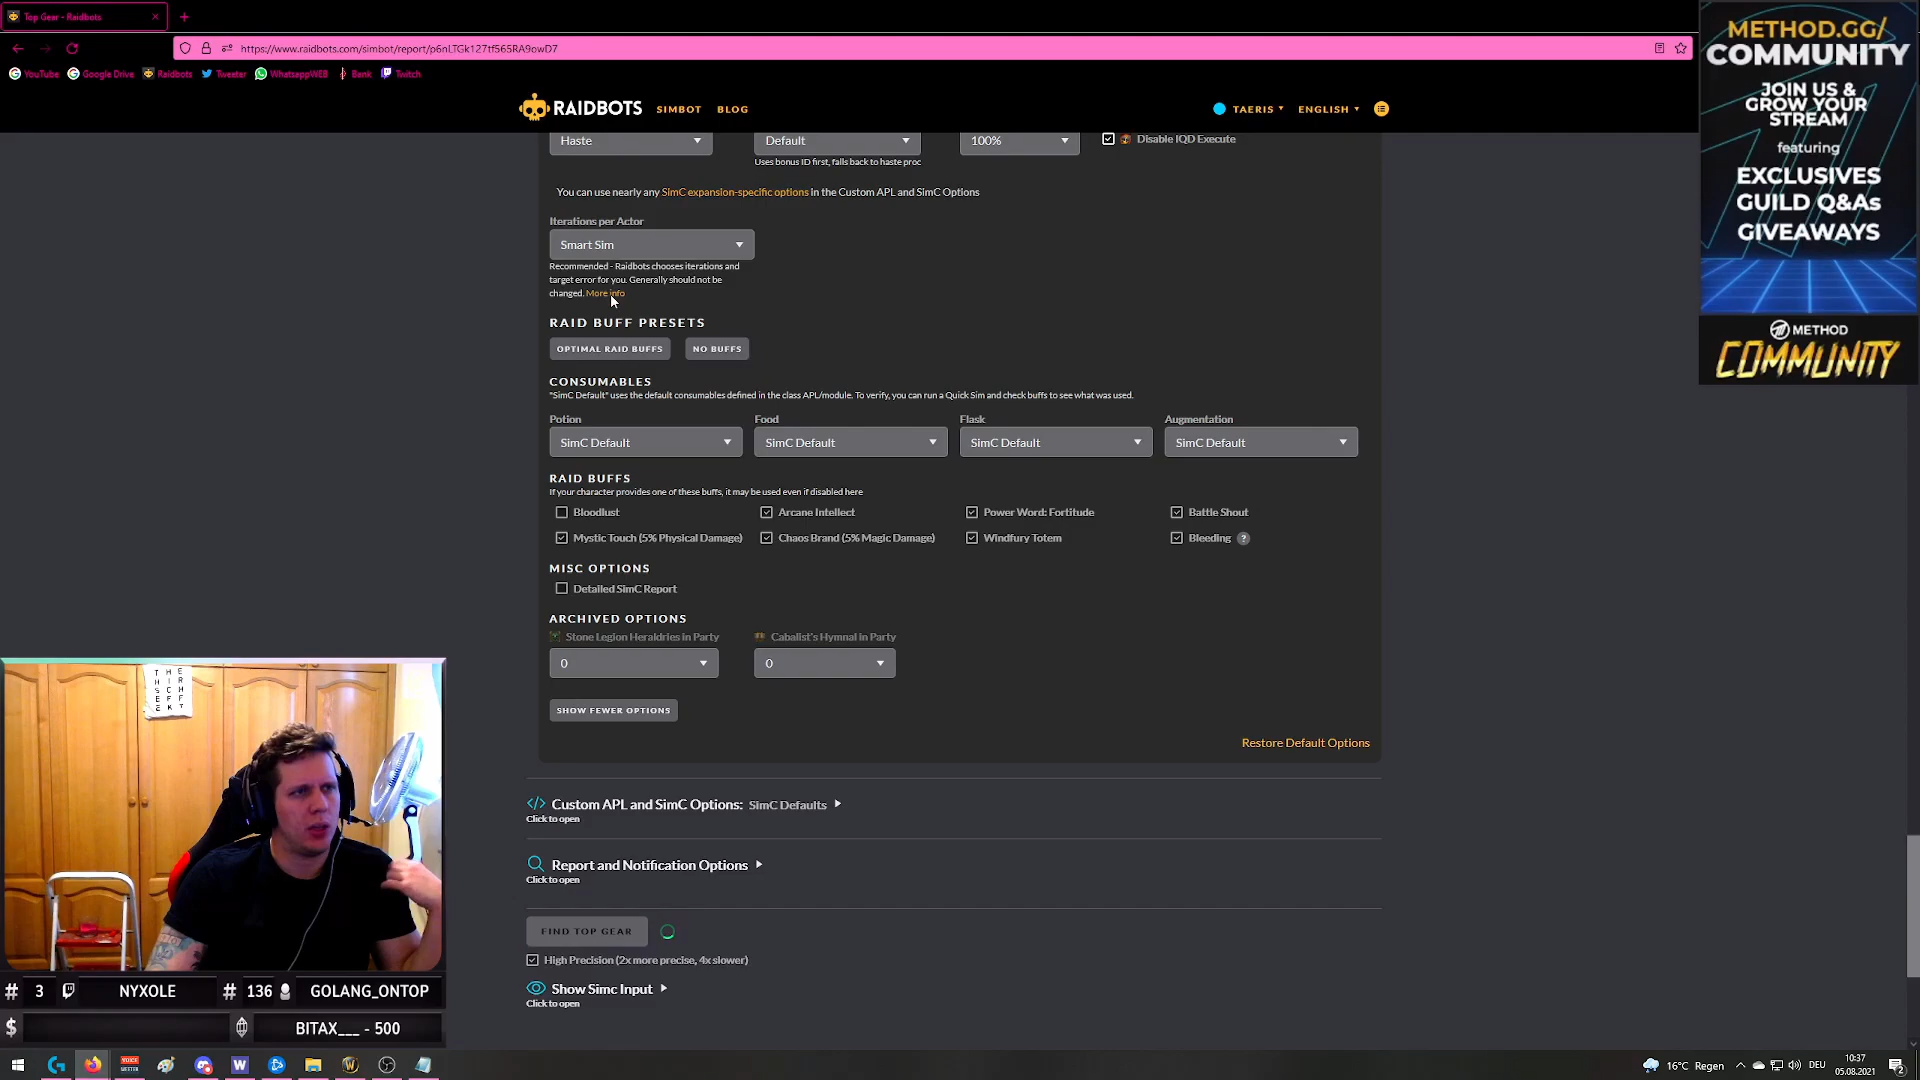 Top Gear - Raidbots
https://www.raidbots.com/simbot/report/p6nLTGk127tf565RA9owD7
YouTube Google Drive Raidbots Tweeter WhatsappWEB Bank Twitch
RAIDBOTS SIMBOT BLOG TAERIS ENGLISH
Haste Default 100% Disable IQD Execute
Uses bonus ID first, falls back to haste proc
You can use nearly any SimC expansion-specific options in the Custom APL and SimC Options
Iterations per Actor
Smart Sim
Recommended - Raidbots chooses iterations and
target error for you. Generally should not be
changed. More info
RAID BUFF PRESETS
OPTIMAL RAID BUFFS NO BUFFS
CONSUMABLES
"SimC Default" uses the default consumables defined in the class APL/module. To verify, you can run a Quick Sim and check buffs to see what was used.
Potion Food Flask Augmentation
SimC Default SimC Default SimC Default SimC Default
RAID BUFFS
If your character provides one of these buffs, it may be used even if disabled here
Bloodlust Arcane Intellect Power Word: Fortitude Battle Shout
Mystic Touch (5% Physical Damage) Chaos Brand (5% Magic Damage) Windfury Totem Bleeding ?
MISC OPTIONS
Detailed SimC Report
ARCHIVED OPTIONS
Stone Legion Heraldries in Party Cabalist's Hymnal in Party
0 0
SHOW FEWER OPTIONS
Restore Default Options
</> Custom APL and SimC Options: SimC Defaults
Click to open
Report and Notification Options
Click to open
FIND TOP GEAR
High Precision (2x more precise, 4x slower)
Show Simc Input
Click to open
METHOD.GG/
COMMUNITY
JOIN US &
GROW YOUR
STREAM
featuring
EXCLUSIVES
GUILD Q&As
GIVEAWAYS
METHOD
COMMUNITY
# 3 NYXOLE # 136 GOLANG_ONTOP
$ BITAX___ - 500
16°C Regen DEU 10:37
05.08.2021 2